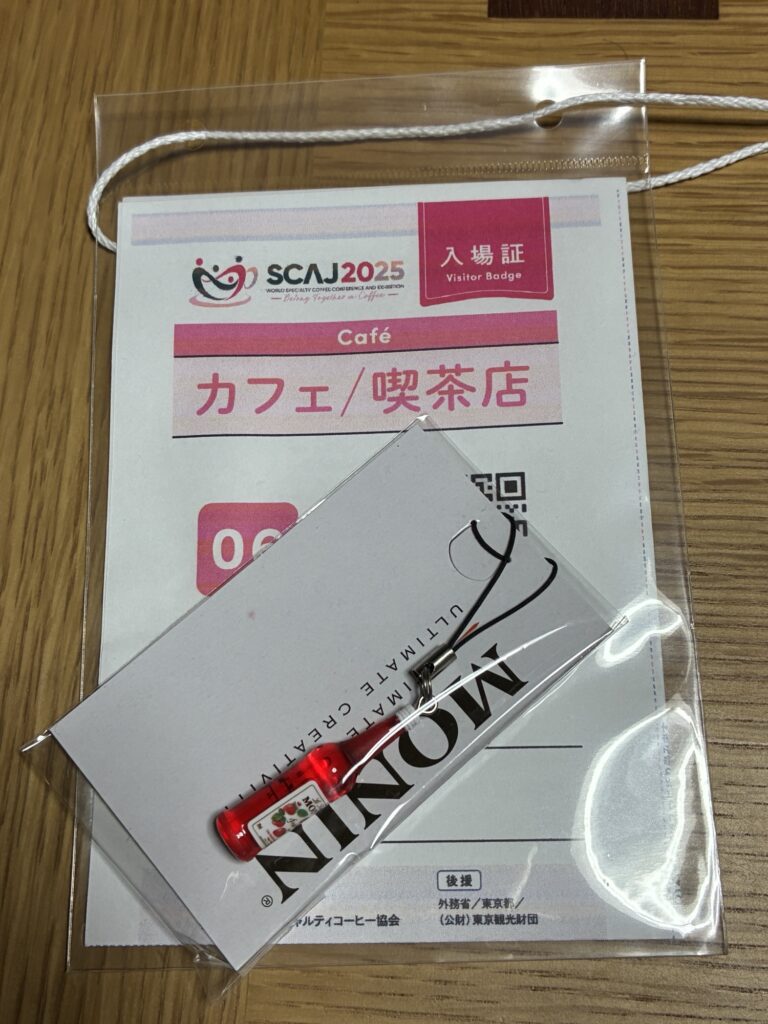 SCAJ2025
WORLD SPECIALTY COFFEE CONFERENCE AND EXHIBITION
Belong Together in Coffee
入場証
Visitor Badge
Café
カフェ/喫茶店
06
MONIN®
ULTIMATE
CREATIVI
後援
外務省/東京都/
ャルティコーヒー協会
(公財)東京観光財団